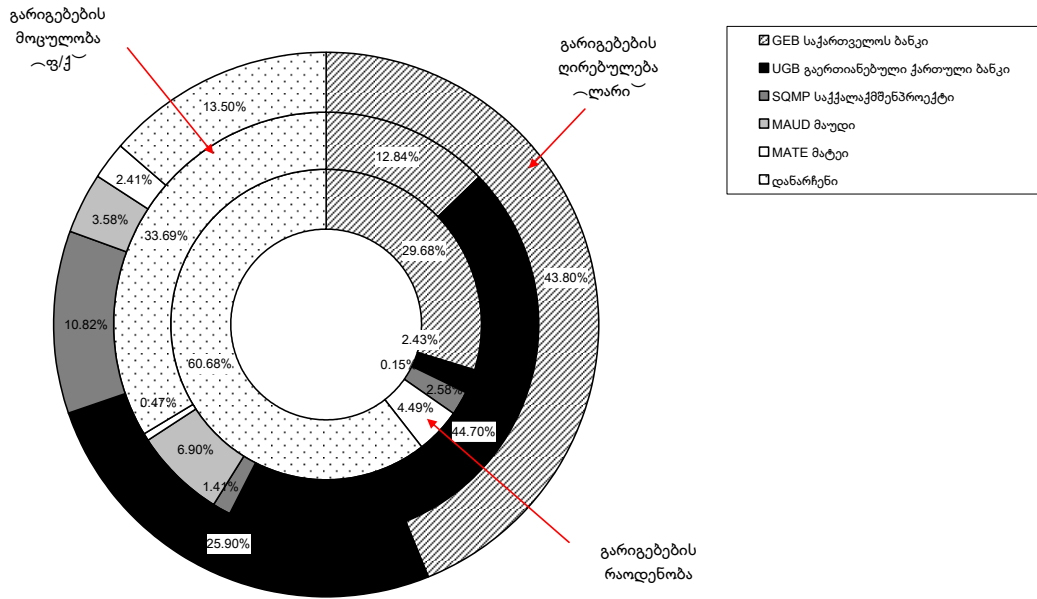 გარიგებების
მოცულობა
(ფ/ქ)
გარიგებების
ღირებულება
(ლარი)
GEB საქართველოს ბანკი
UGB გაერთიანებული ქართული ბანკი
SQMP საქქალაქმშენპროექტი
MAUD მაუდი
MATE მატეი
დანარჩენი
13.50%
12.84%
2.41%
3.58%
33.69%
29.68%
43.80%
10.82%
2.43%
60.68%
0.15%
2.58%
0.47%
4.49%
44.70%
6.90%
1.41%
25.90%
გარიგებების
რაოდენობა